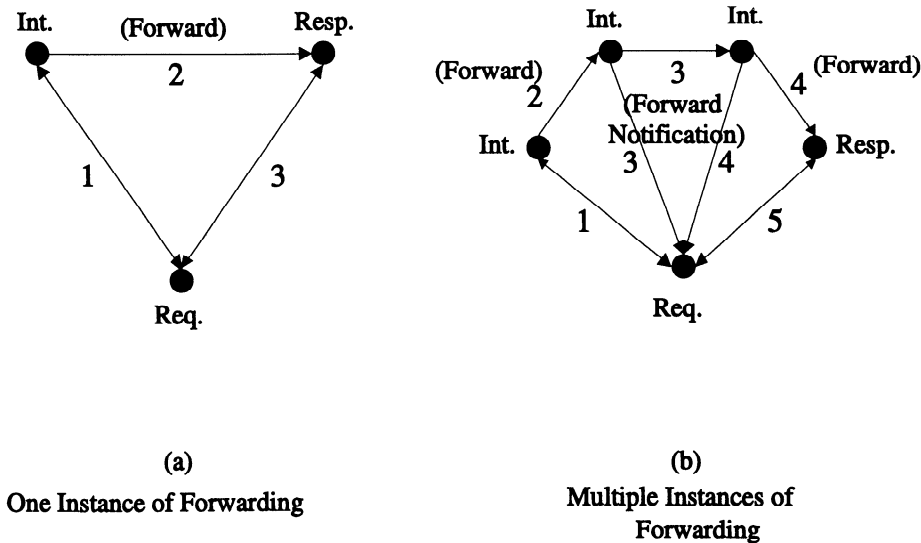 Int.
(Forward)
Resp.
2
1
3
Req.
(a)
One Instance of Forwarding
Int.
Int.
(Forward)
2
3
4
(Forward)
(Forward
Notification)
Int.
Resp.
3
4
1
5
Req.
(b)
Multiple Instances of
Forwarding